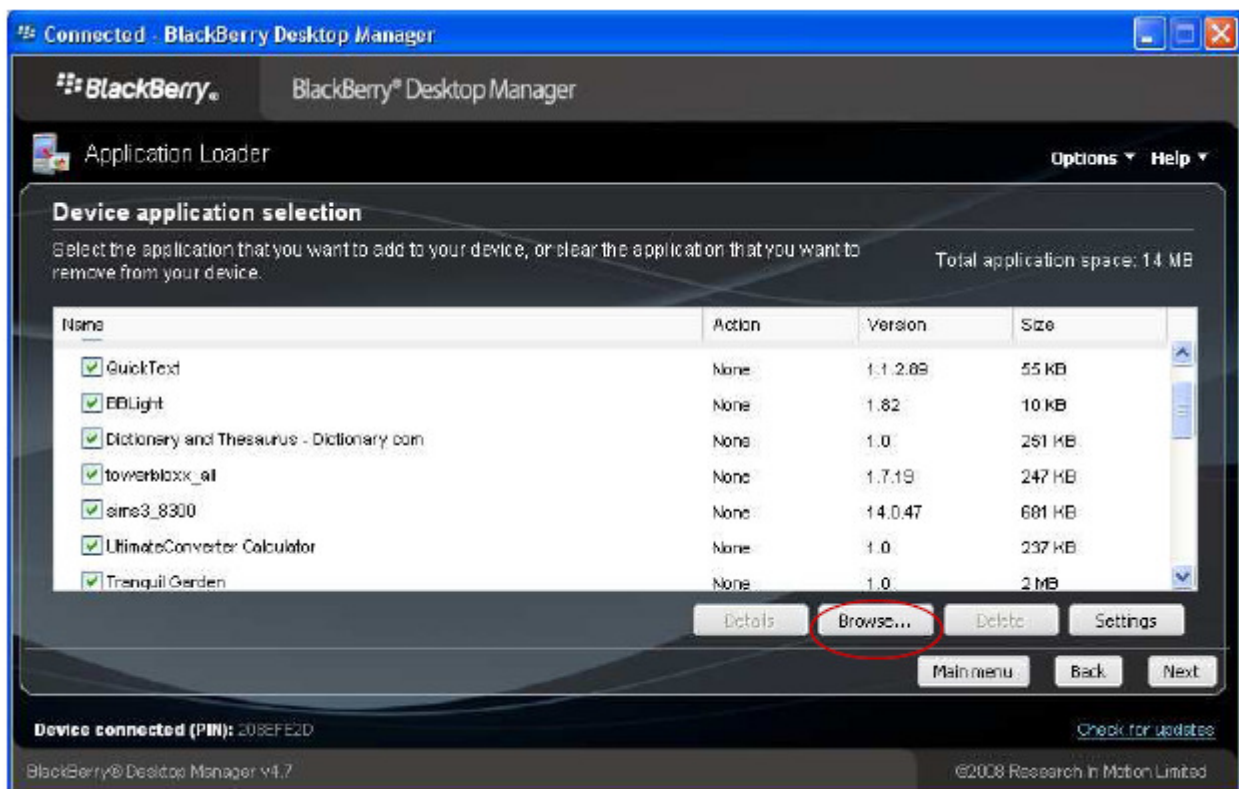 Connected - BlackBerry Desktop Manager
BlackBerry® BlackBerry® Desktop Manager
Application Loader Options Help
Device application selection
Select the application that you want to add to your device, or clear the application that you want to
remove from your device.
Total application space: 14 MB
Name Action Version Size
QuickText None 1.1.2.89 55 KB
BBLight None 1.82 10 KB
Dictionary and Thesaurus - Dictionary.com None 1.0 251 KB
towerbloxx_all None 1.7.19 247 KB
sims3_8300 None 14.0.47 681 KB
UltimateConverter Calculator None 1.0 237 KB
Tranquil Garden None 1.0 2 MB
Details Browse... Delete Settings
Main menu Back Next
Device connected (PIN): 208EFE2D Check for updates
BlackBerry® Desktop Manager v4.7 ©2008 Research In Motion Limited